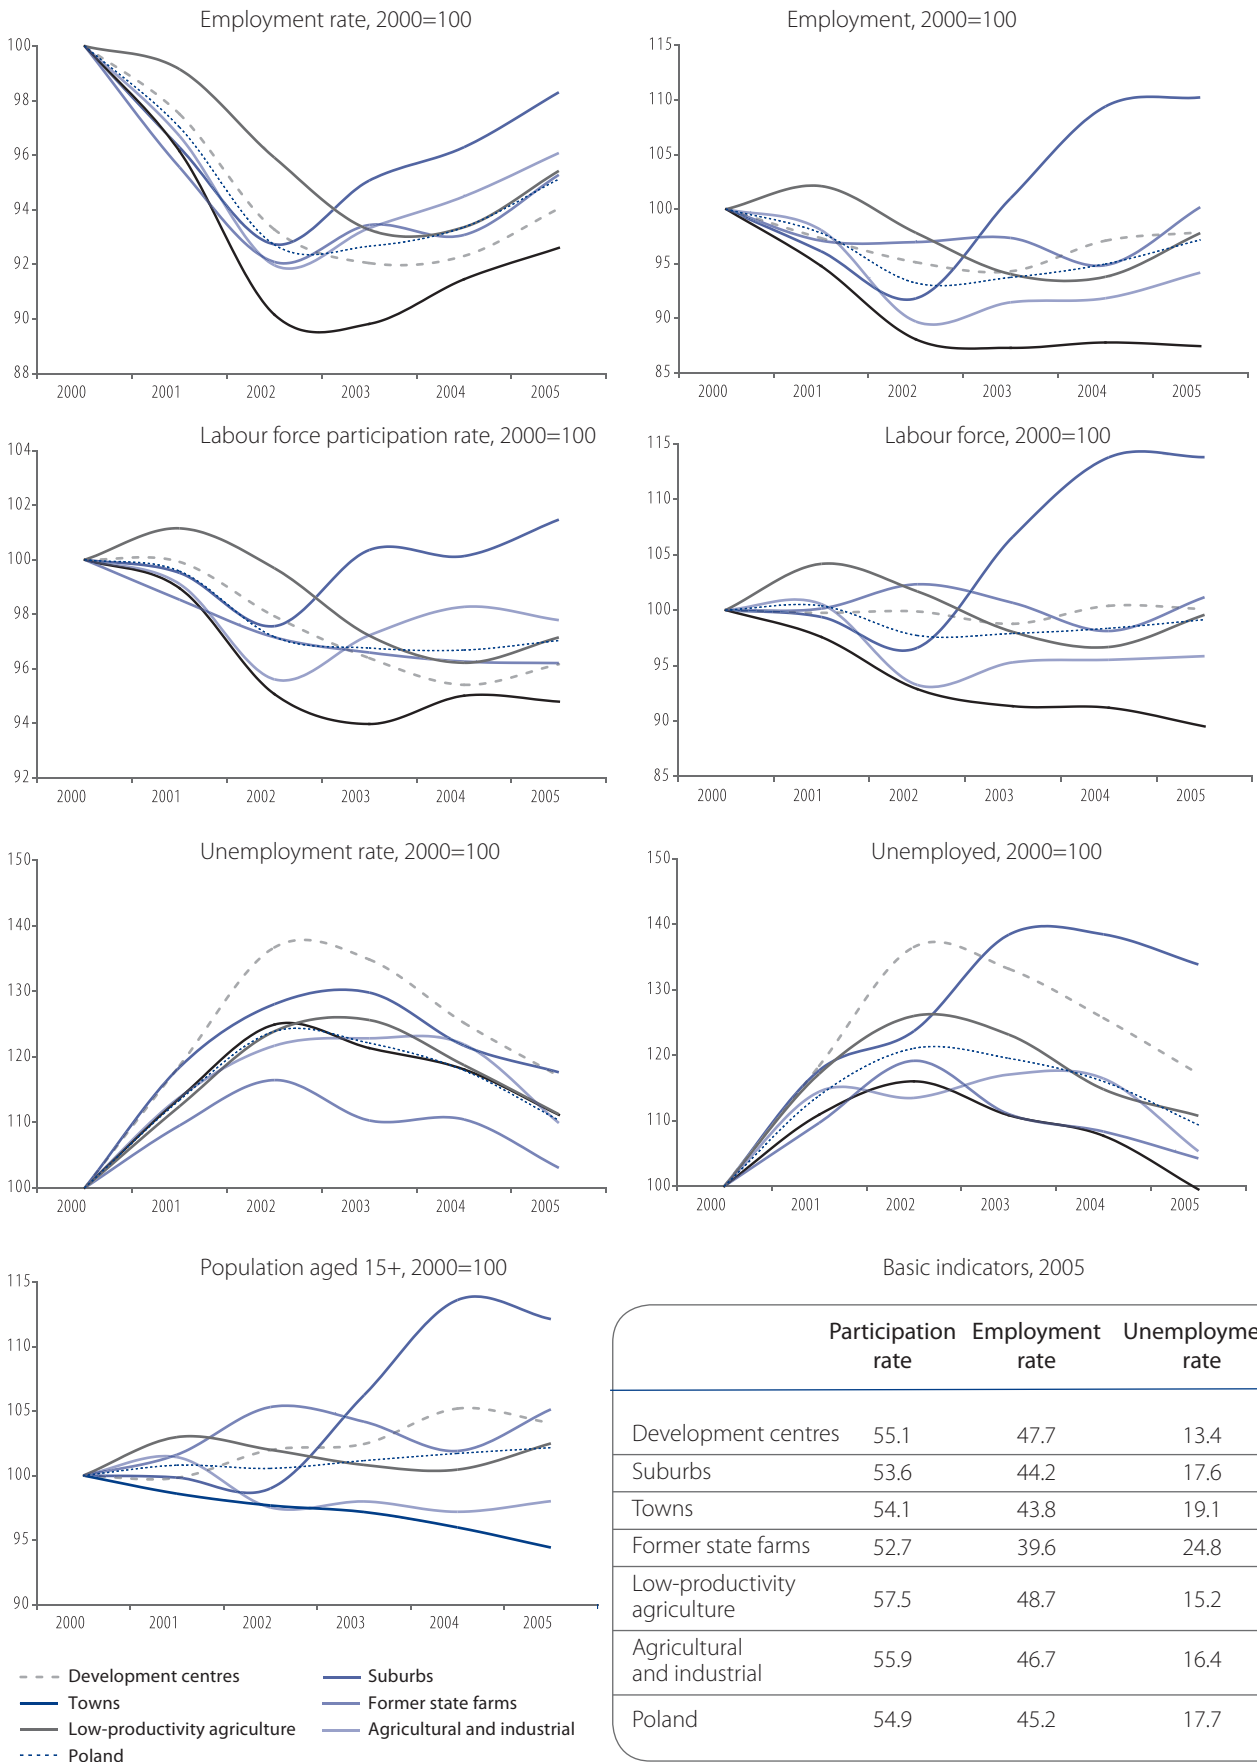 Employment rate, 2000=100
100
98
96
94
92
90
88
2000 2001 2002 2003 2004 2005
Employment, 2000=100
115
110
105
100
95
90
85
2000 2001 2002 2003 2004 2005
Labour force participation rate, 2000=100
104
102
100
98
96
94
92
2000 2001 2002 2003 2004 2005
Labour force, 2000=100
115
110
105
100
95
90
85
2000 2001 2002 2003 2004 2005
Unemployment rate, 2000=100
150
140
130
120
110
100
2000 2001 2002 2003 2004 2005
Unemployed, 2000=100
150
140
130
120
110
100
2000 2001 2002 2003 2004 2005
Population aged 15+, 2000=100
115
110
105
100
95
90
2000 2001 2002 2003 2004 2005
Development centres
Suburbs
Towns
Former state farms
Low-productivity agriculture
Agricultural and industrial
Poland
Basic indicators, 2005
Participation Employment Unemployme
rate rate rate
Development centres 55.1 47.7 13.4
Suburbs 53.6 44.2 17.6
Towns 54.1 43.8 19.1
Former state farms 52.7 39.6 24.8
Low-productivity
agriculture 57.5 48.7 15.2
Agricultural
and industrial 55.9 46.7 16.4
Poland 54.9 45.2 17.7